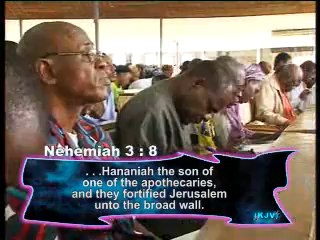 Nehemiah 3 : 8
. . .Hananiah the son of
one of the apothecaries,
and they fortified Jerusalem
unto the broad wall.
KJV